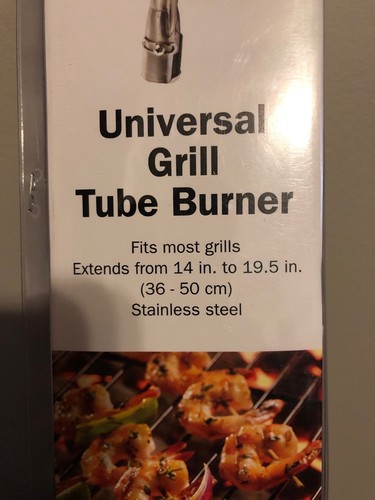 Universal
Grill
Tube Burner
Fits most grills
Extends from 14 in. to 19.5 in.
(36 - 50 cm)
Stainless steel